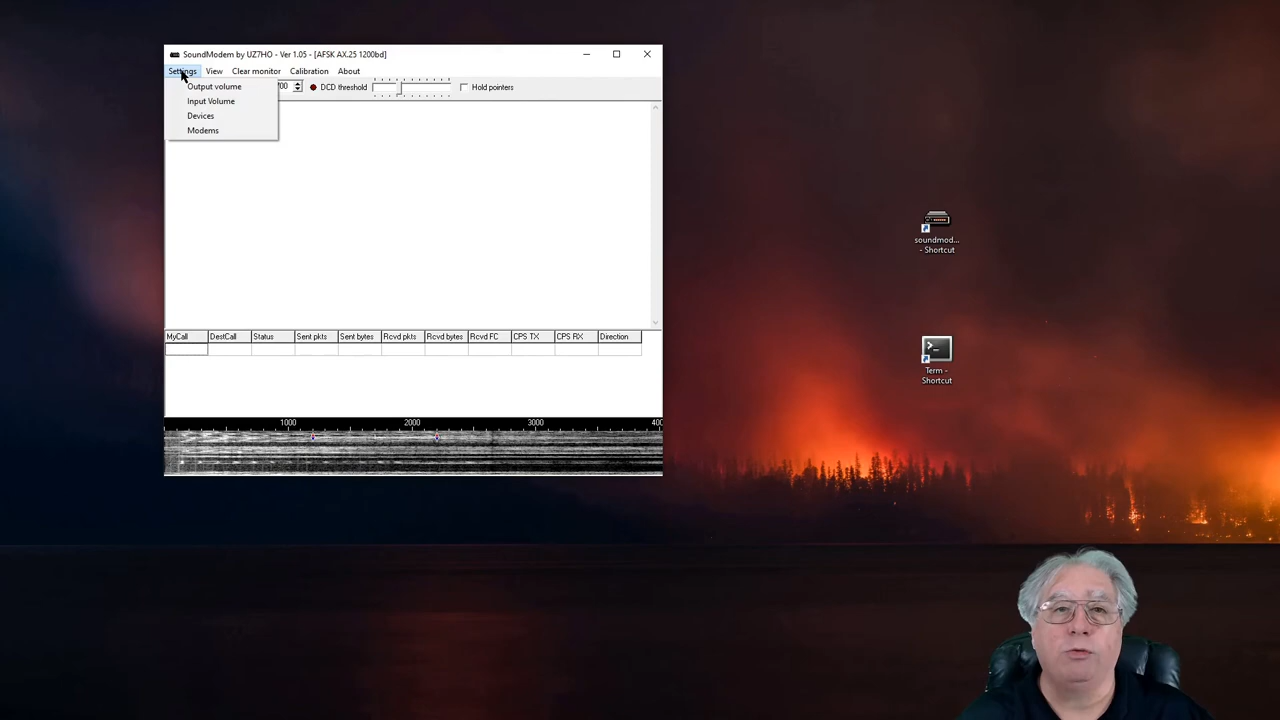 SoundModem by UZ7HO - Ver 1.05 - [AFSK AX.25 1200bd]
Settings View Clear monitor Calibration About
00 DCD threshold Hold pointers
Output volume
Input Volume
Devices
Modems
MyCall DestCall Status Sent pkts Sent bytes Rcvd pkts Rcvd bytes Rcvd FC CPS TX CPS RX Direction
1000 2000 3000 400
soundmod...
- Shortcut
Term -
Shortcut